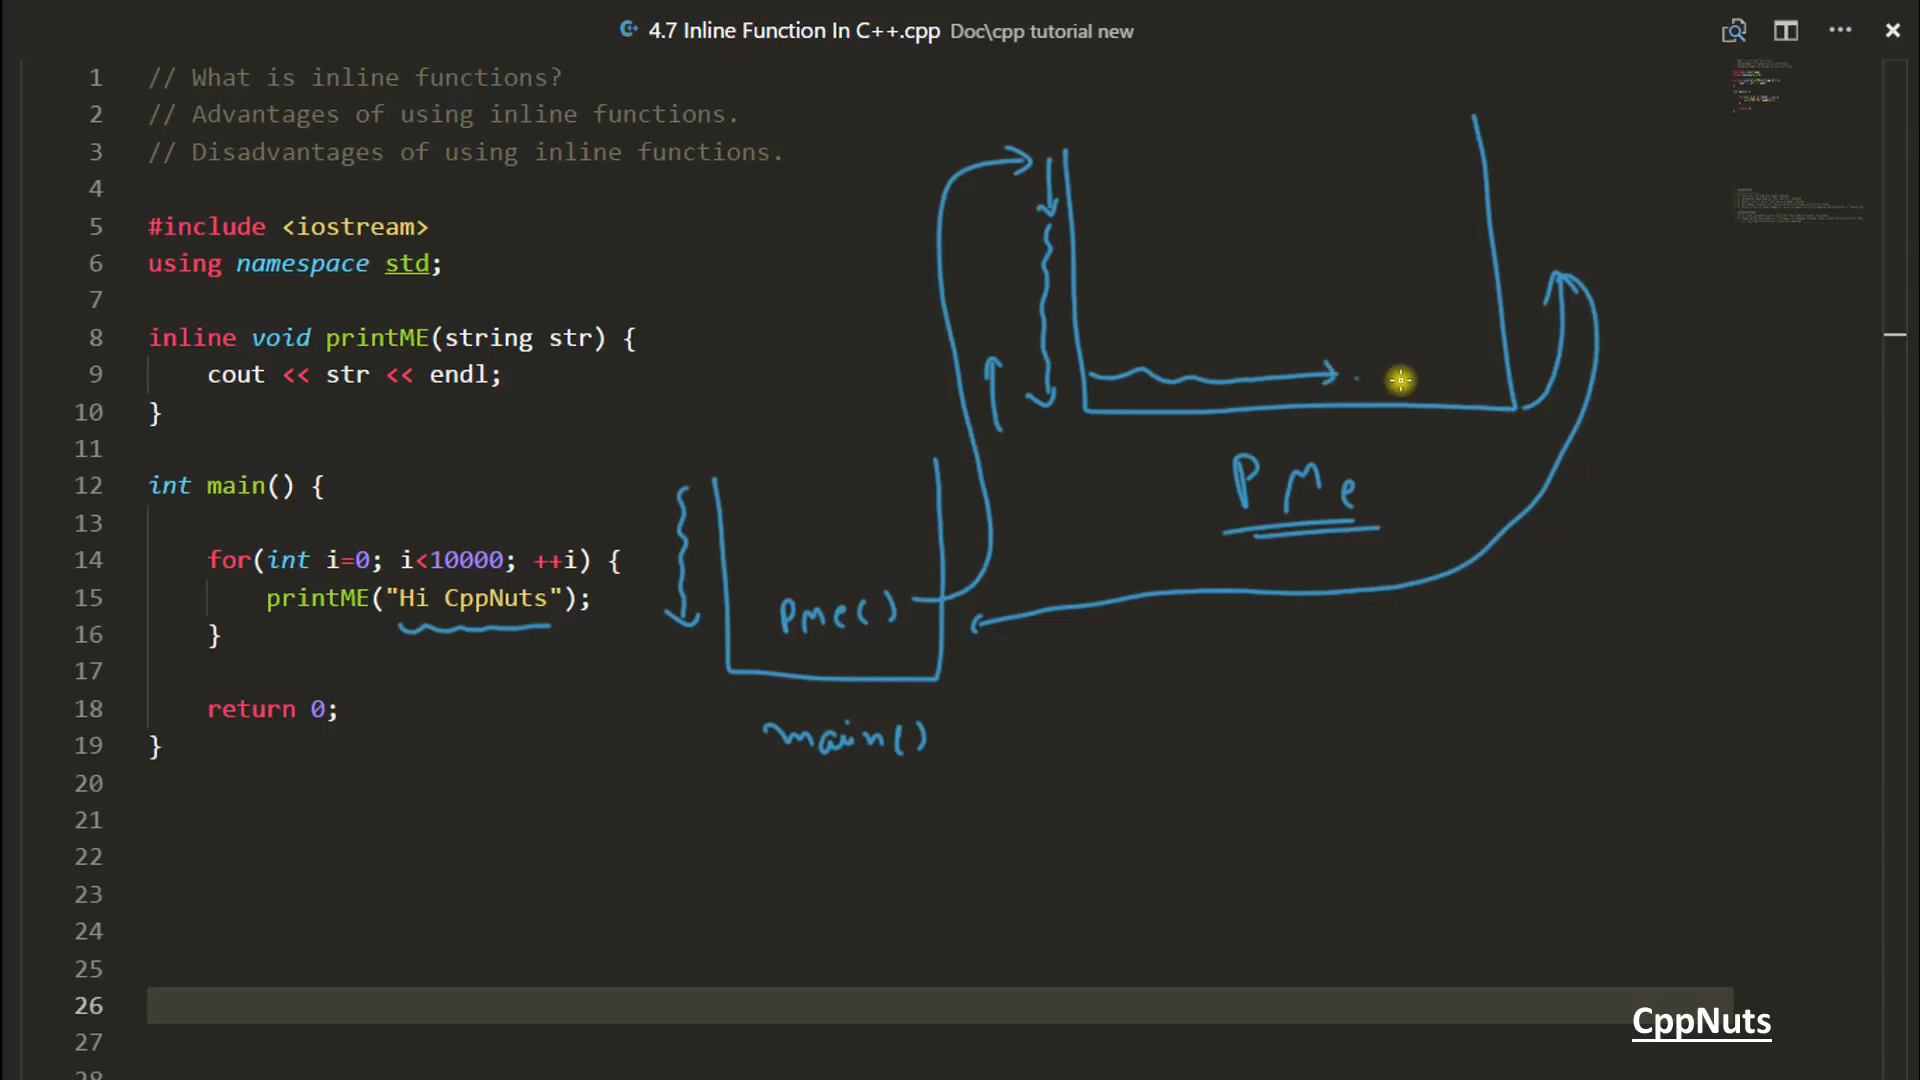 4.7 Inline Function In C++.cpp Doc\cpp tutorial new
1 // What is inline functions?
2 // Advantages of using inline functions.
3 // Disadvantages of using inline functions.
4
5 #include <iostream>
6 using namespace std;
7
8 inline void printME(string str) {
9 cout << str << endl;
10 }
11
12 int main() {
13
14 for(int i=0; i<10000; ++i) {
15 printME("Hi CppNuts");
16 }
17
18 return 0;
19 }
20
21
22
23
24
25
26
27
28
PMe
PMe()
main()
CppNuts